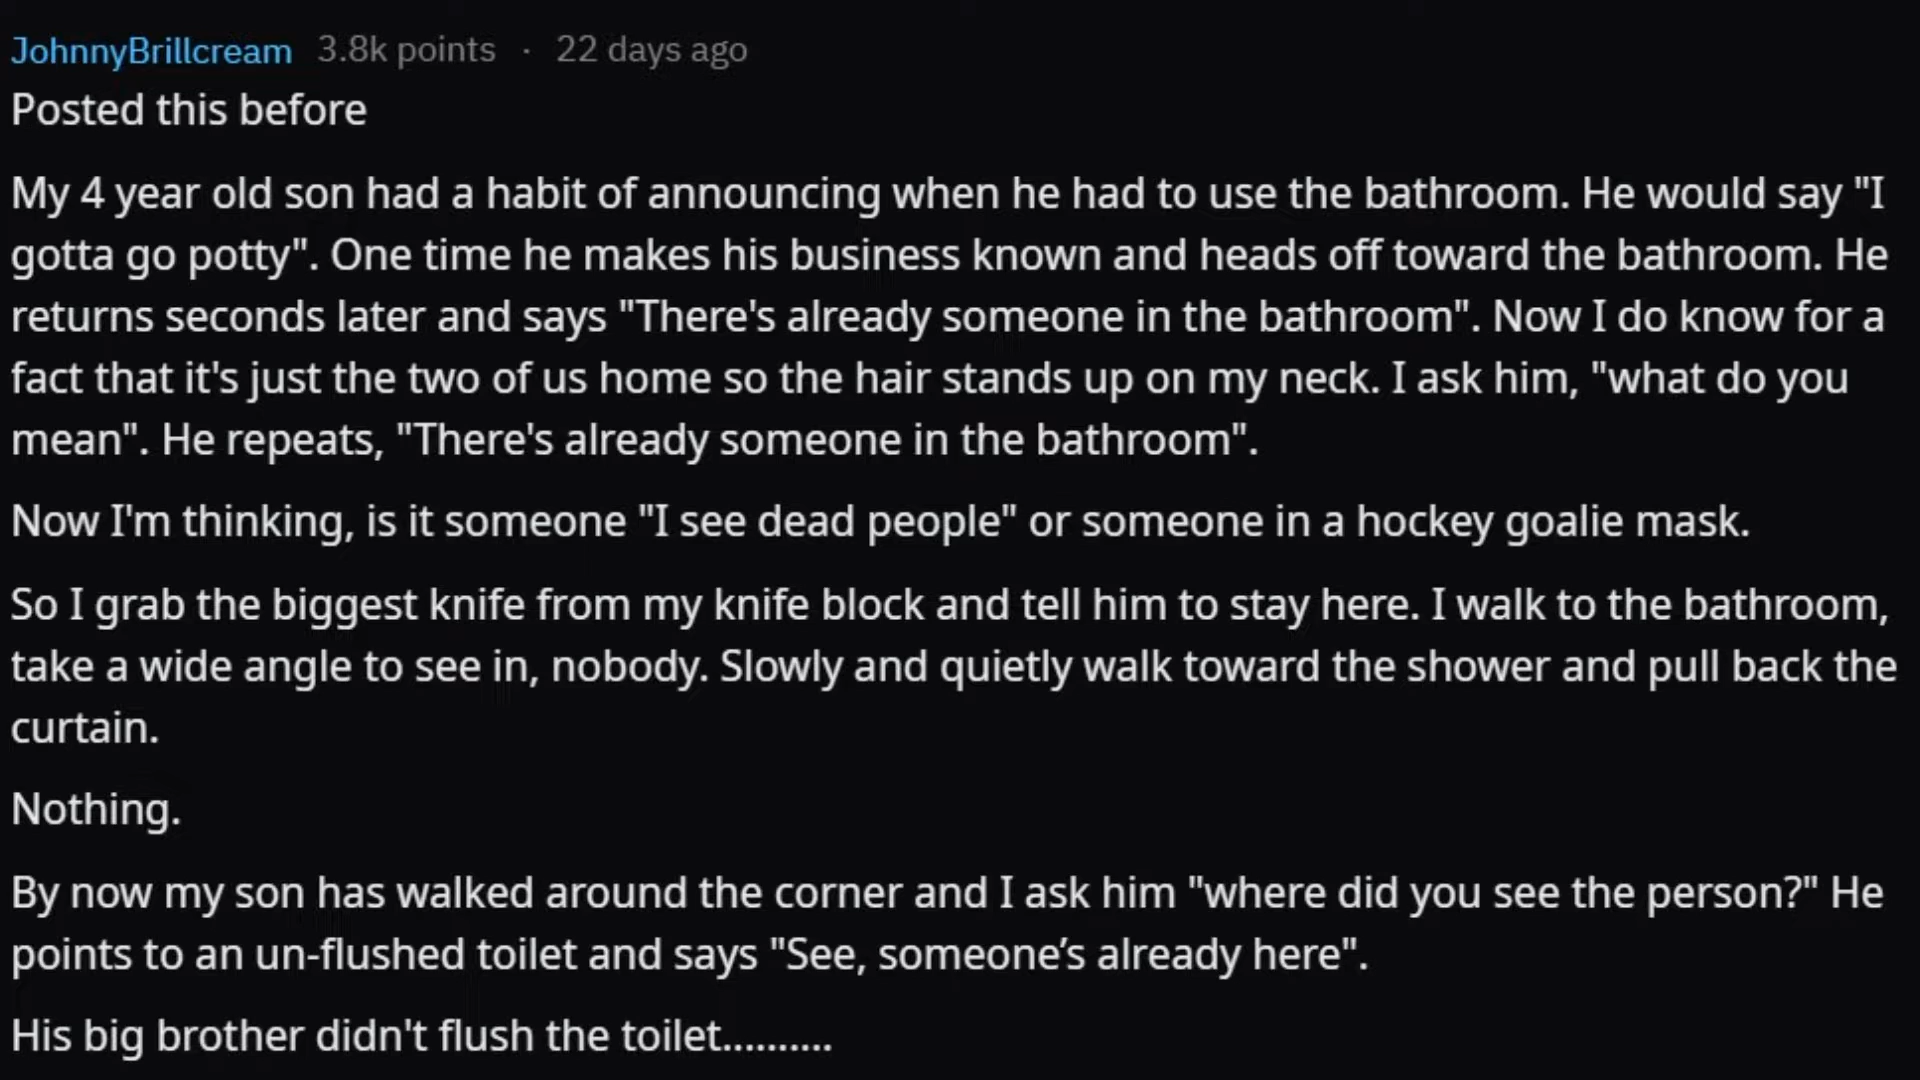 JohnnyBrillcream 3.8k points · 22 days ago
Posted this before
My 4 year old son had a habit of announcing when he had to use the bathroom. He would say "I
gotta go potty". One time he makes his business known and heads off toward the bathroom. He
returns seconds later and says "There's already someone in the bathroom". Now I do know for a
fact that it's just the two of us home so the hair stands up on my neck. I ask him, "what do you
mean". He repeats, "There's already someone in the bathroom".
Now I'm thinking, is it someone "I see dead people" or someone in a hockey goalie mask.
So I grab the biggest knife from my knife block and tell him to stay here. I walk to the bathroom,
take a wide angle to see in, nobody. Slowly and quietly walk toward the shower and pull back the
curtain.
Nothing.
By now my son has walked around the corner and I ask him "where did you see the person?" He
points to an un-flushed toilet and says "See, someone’s already here".
His big brother didn't flush the toilet..........